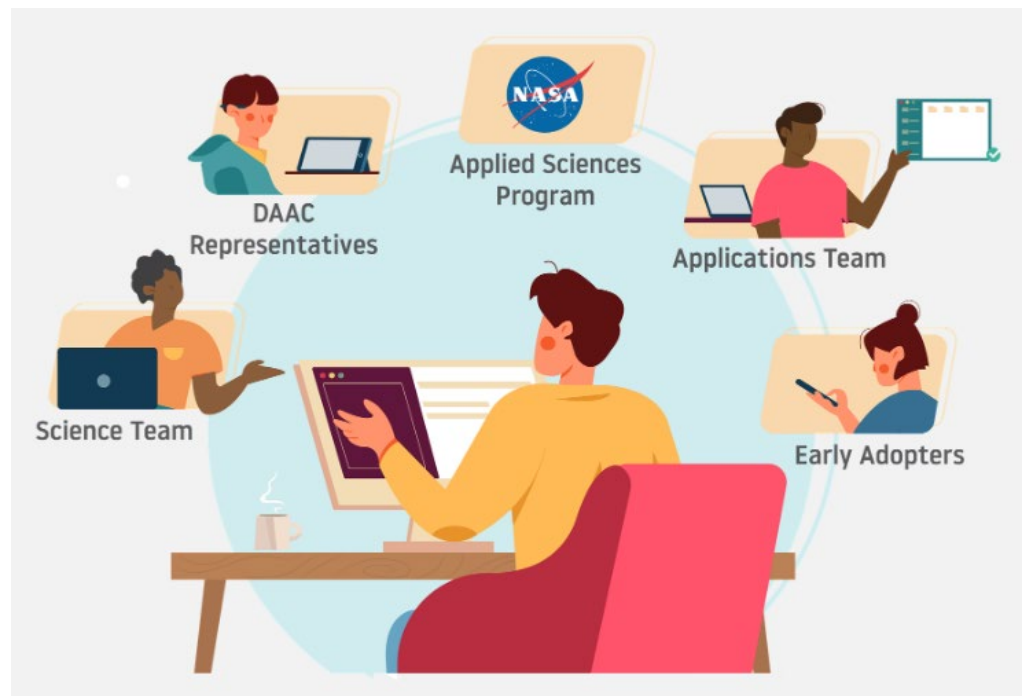 NASA
Applied Sciences
Program
DAAC
Representatives
Applications Team
Science Team
Early Adopters